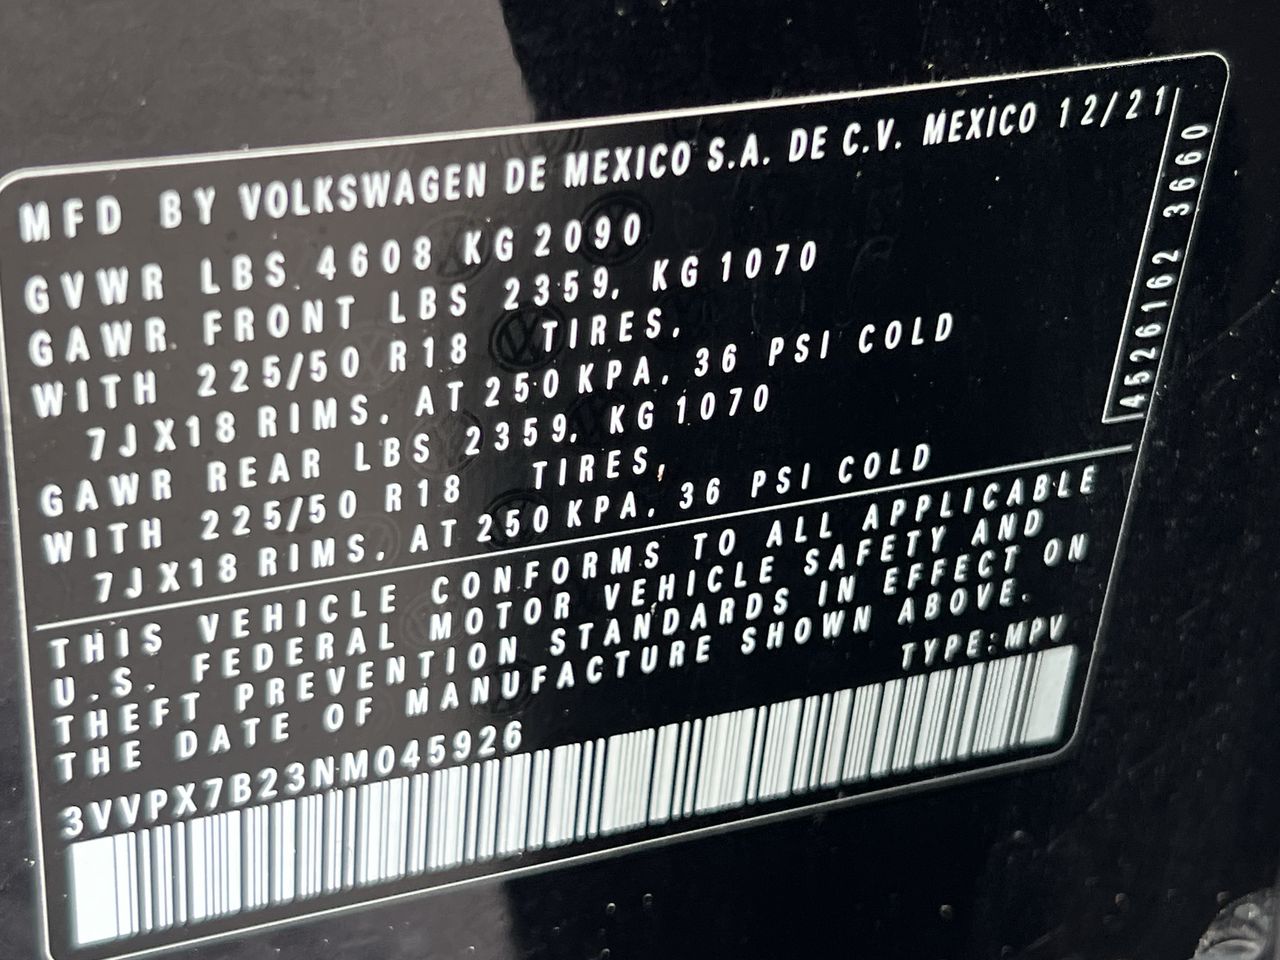 MFD BY VOLKSWAGEN DE MEXICO S.A. DE C.V. MEXICO 12/21
GVWR LBS 4608 KG 2090
GAWR FRONT LBS 2359, KG 1070
WITH 225/50 R18 TIRES,
7JX18 RIMS, AT 250 KPA, 36 PSI COLD
GAWR REAR LBS 2359, KG 1070
WITH 225/50 R18 TIRES,
7JX18 RIMS, AT 250 KPA, 36 PSI COLD
4526162 3660
THIS VEHICLE CONFORMS TO ALL APPLICABLE
U.S. FEDERAL MOTOR VEHICLE SAFETY AND
THEFT PREVENTION STANDARDS IN EFFECT ON
THE DATE OF MANUFACTURE SHOWN ABOVE.
TYPE:MPV
3VVPX7B23NM045926